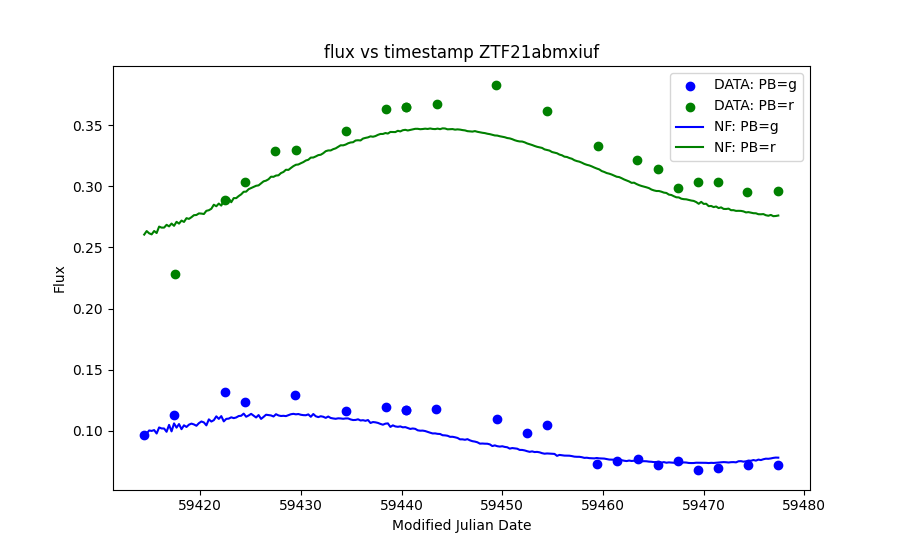 flux vs timestamp ZTF21abmxiuf
DATA: PB=g
DATA: PB=r
NF: PB=g
NF: PB=r
0.35
0.30
0.25
0.20
0.15
0.10
Flux
59420 59430 59440 59450 59460 59470 59480
Modified Julian Date